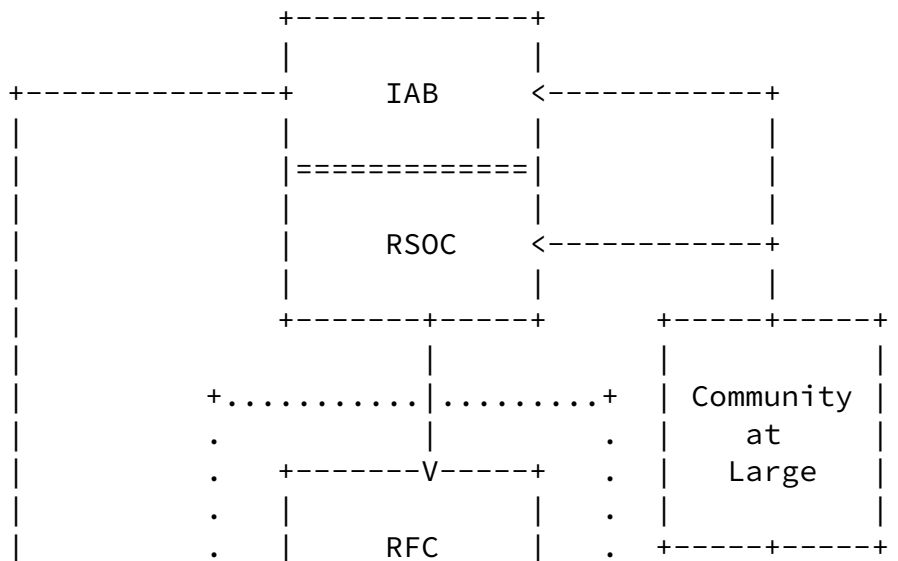 IAB
=============
RSOC
Community
at
Large
RFC